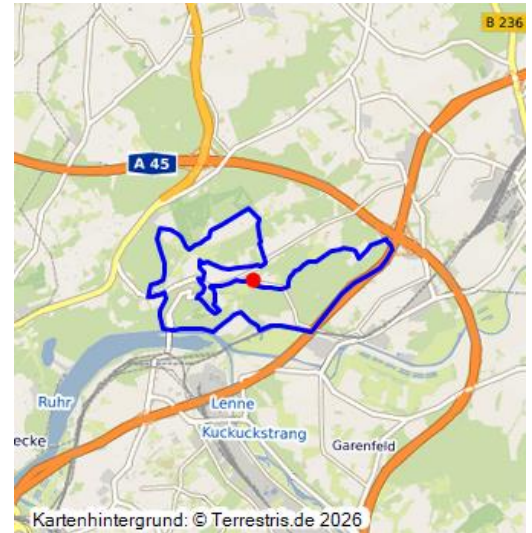 B 236
A 45
Ruhr
Lenne
Kuckuckstrang
ecke
Garenfeld
Kartenhintergrund: © Terrestris.de 2026